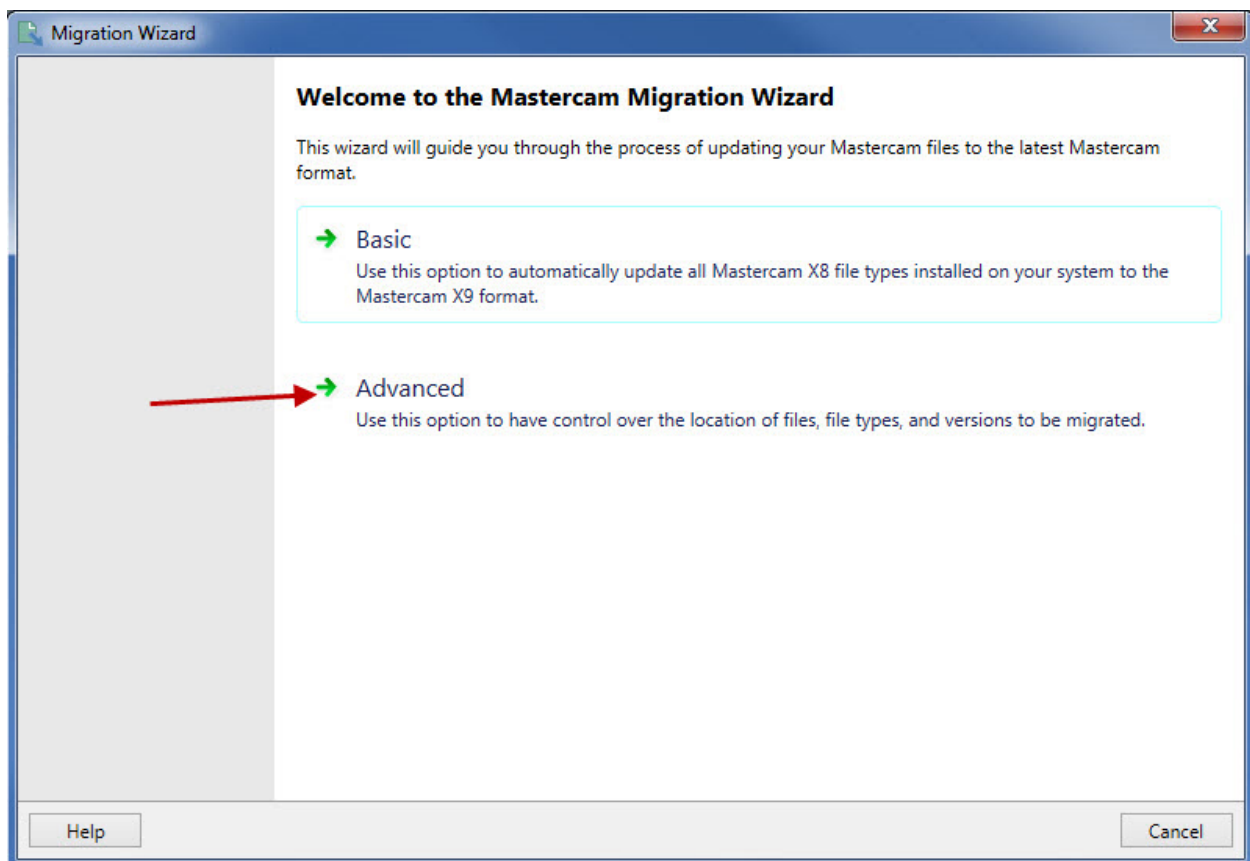 Migration Wizard
X
Welcome to the Mastercam Migration Wizard
This wizard will guide you through the process of updating your Mastercam files to the latest Mastercam
format.
Basic
Use this option to automatically update all Mastercam X8 file types installed on your system to the
Mastercam X9 format.
Advanced
Use this option to have control over the location of files, file types, and versions to be migrated.
Help
Cancel